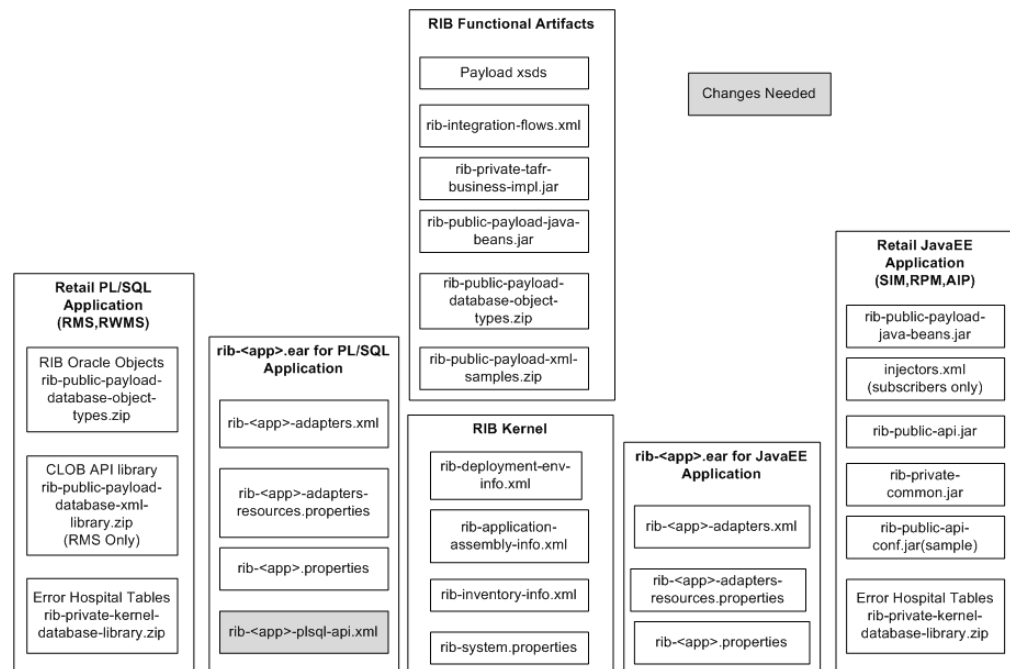 RIB Functional Artifacts
Payload xsds
rib-integration-flows.xml
rib-private-tafr-
business-impl.jar
rib-public-payload-java-
beans.jar
rib-public-payload-
database-object-
types.zip
rib-public-payload-xml-
samples.zip
Changes Needed
Retail PL/SQL
Application
(RMS,RWMS)
RIB Oracle Objects
rib-public-payload-
database-object-
types.zip
CLOB API library
rib-public-payload-
database-xml-
library.zip
(RMS Only)
Error Hospital Tables
rib-private-kernel-
database-library.zip
rib-<app>.ear for PL/SQL
Application
rib-<app>-adapters.xml
rib-<app>-adapters-
resources.properties
rib-<app>.properties
rib-<app>-plsql-api.xml
RIB Kernel
rib-deployment-env-
info.xml
rib-application-
assembly-info.xml
rib-inventory-info.xml
rib-system.properties
rib-<app>.ear for JavaEE
Application
rib-<app>-adapters.xml
rib-<app>-adapters-
resources.properties
rib-<app>.properties
Retail JavaEE
Application
(SIM,RPM,AIP)
rib-public-payload-
java-beans.jar
injectors.xml
(subscribers only)
rib-public-api.jar
rib-private-
common.jar
rib-public-api-
conf.jar(sample)
Error Hospital Tables
rib-private-kernel-
database-library.zip